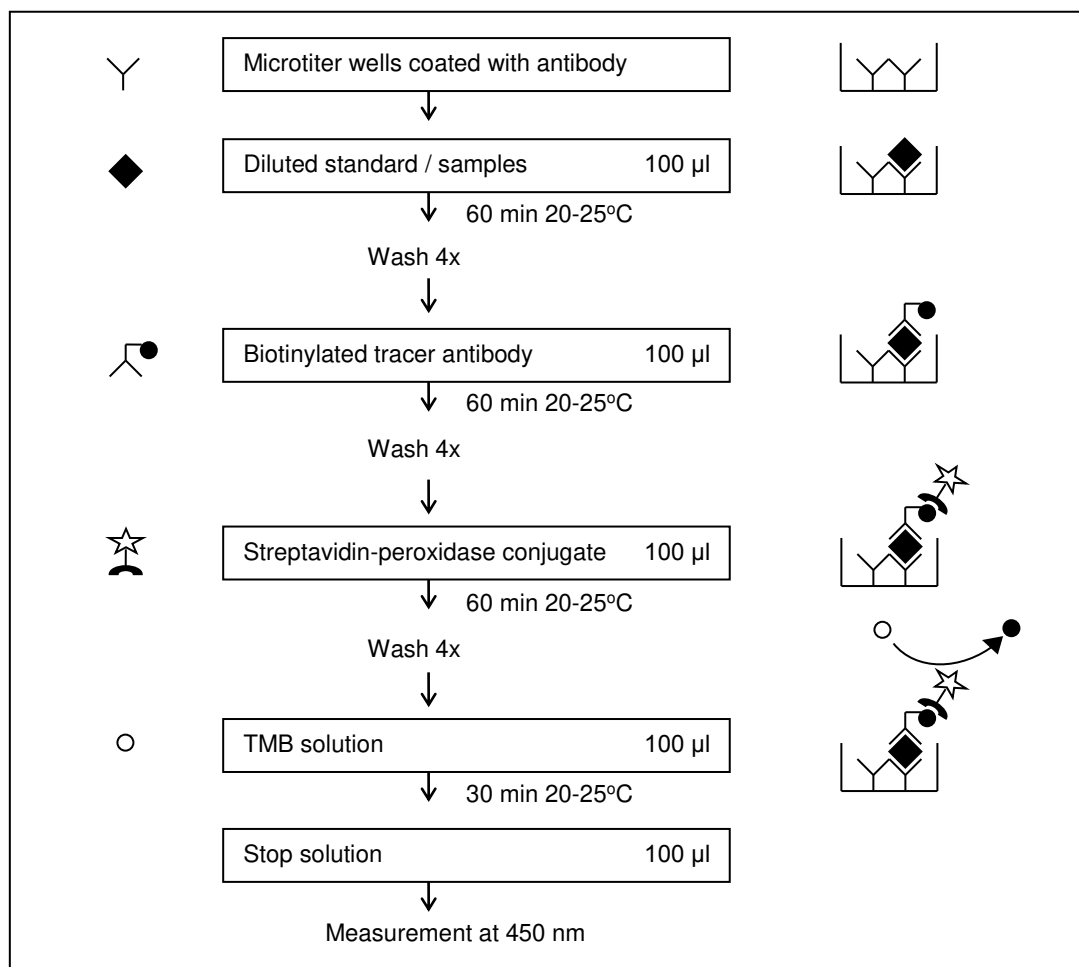 Microtiter wells coated with antibody
Diluted standard / samples 100 µl
60 min 20-25°C
Wash 4x
Biotinylated tracer antibody 100 µl
60 min 20-25°C
Wash 4x
Streptavidin-peroxidase conjugate 100 µl
60 min 20-25°C
Wash 4x
TMB solution 100 µl
30 min 20-25°C
Stop solution 100 µl
Measurement at 450 nm